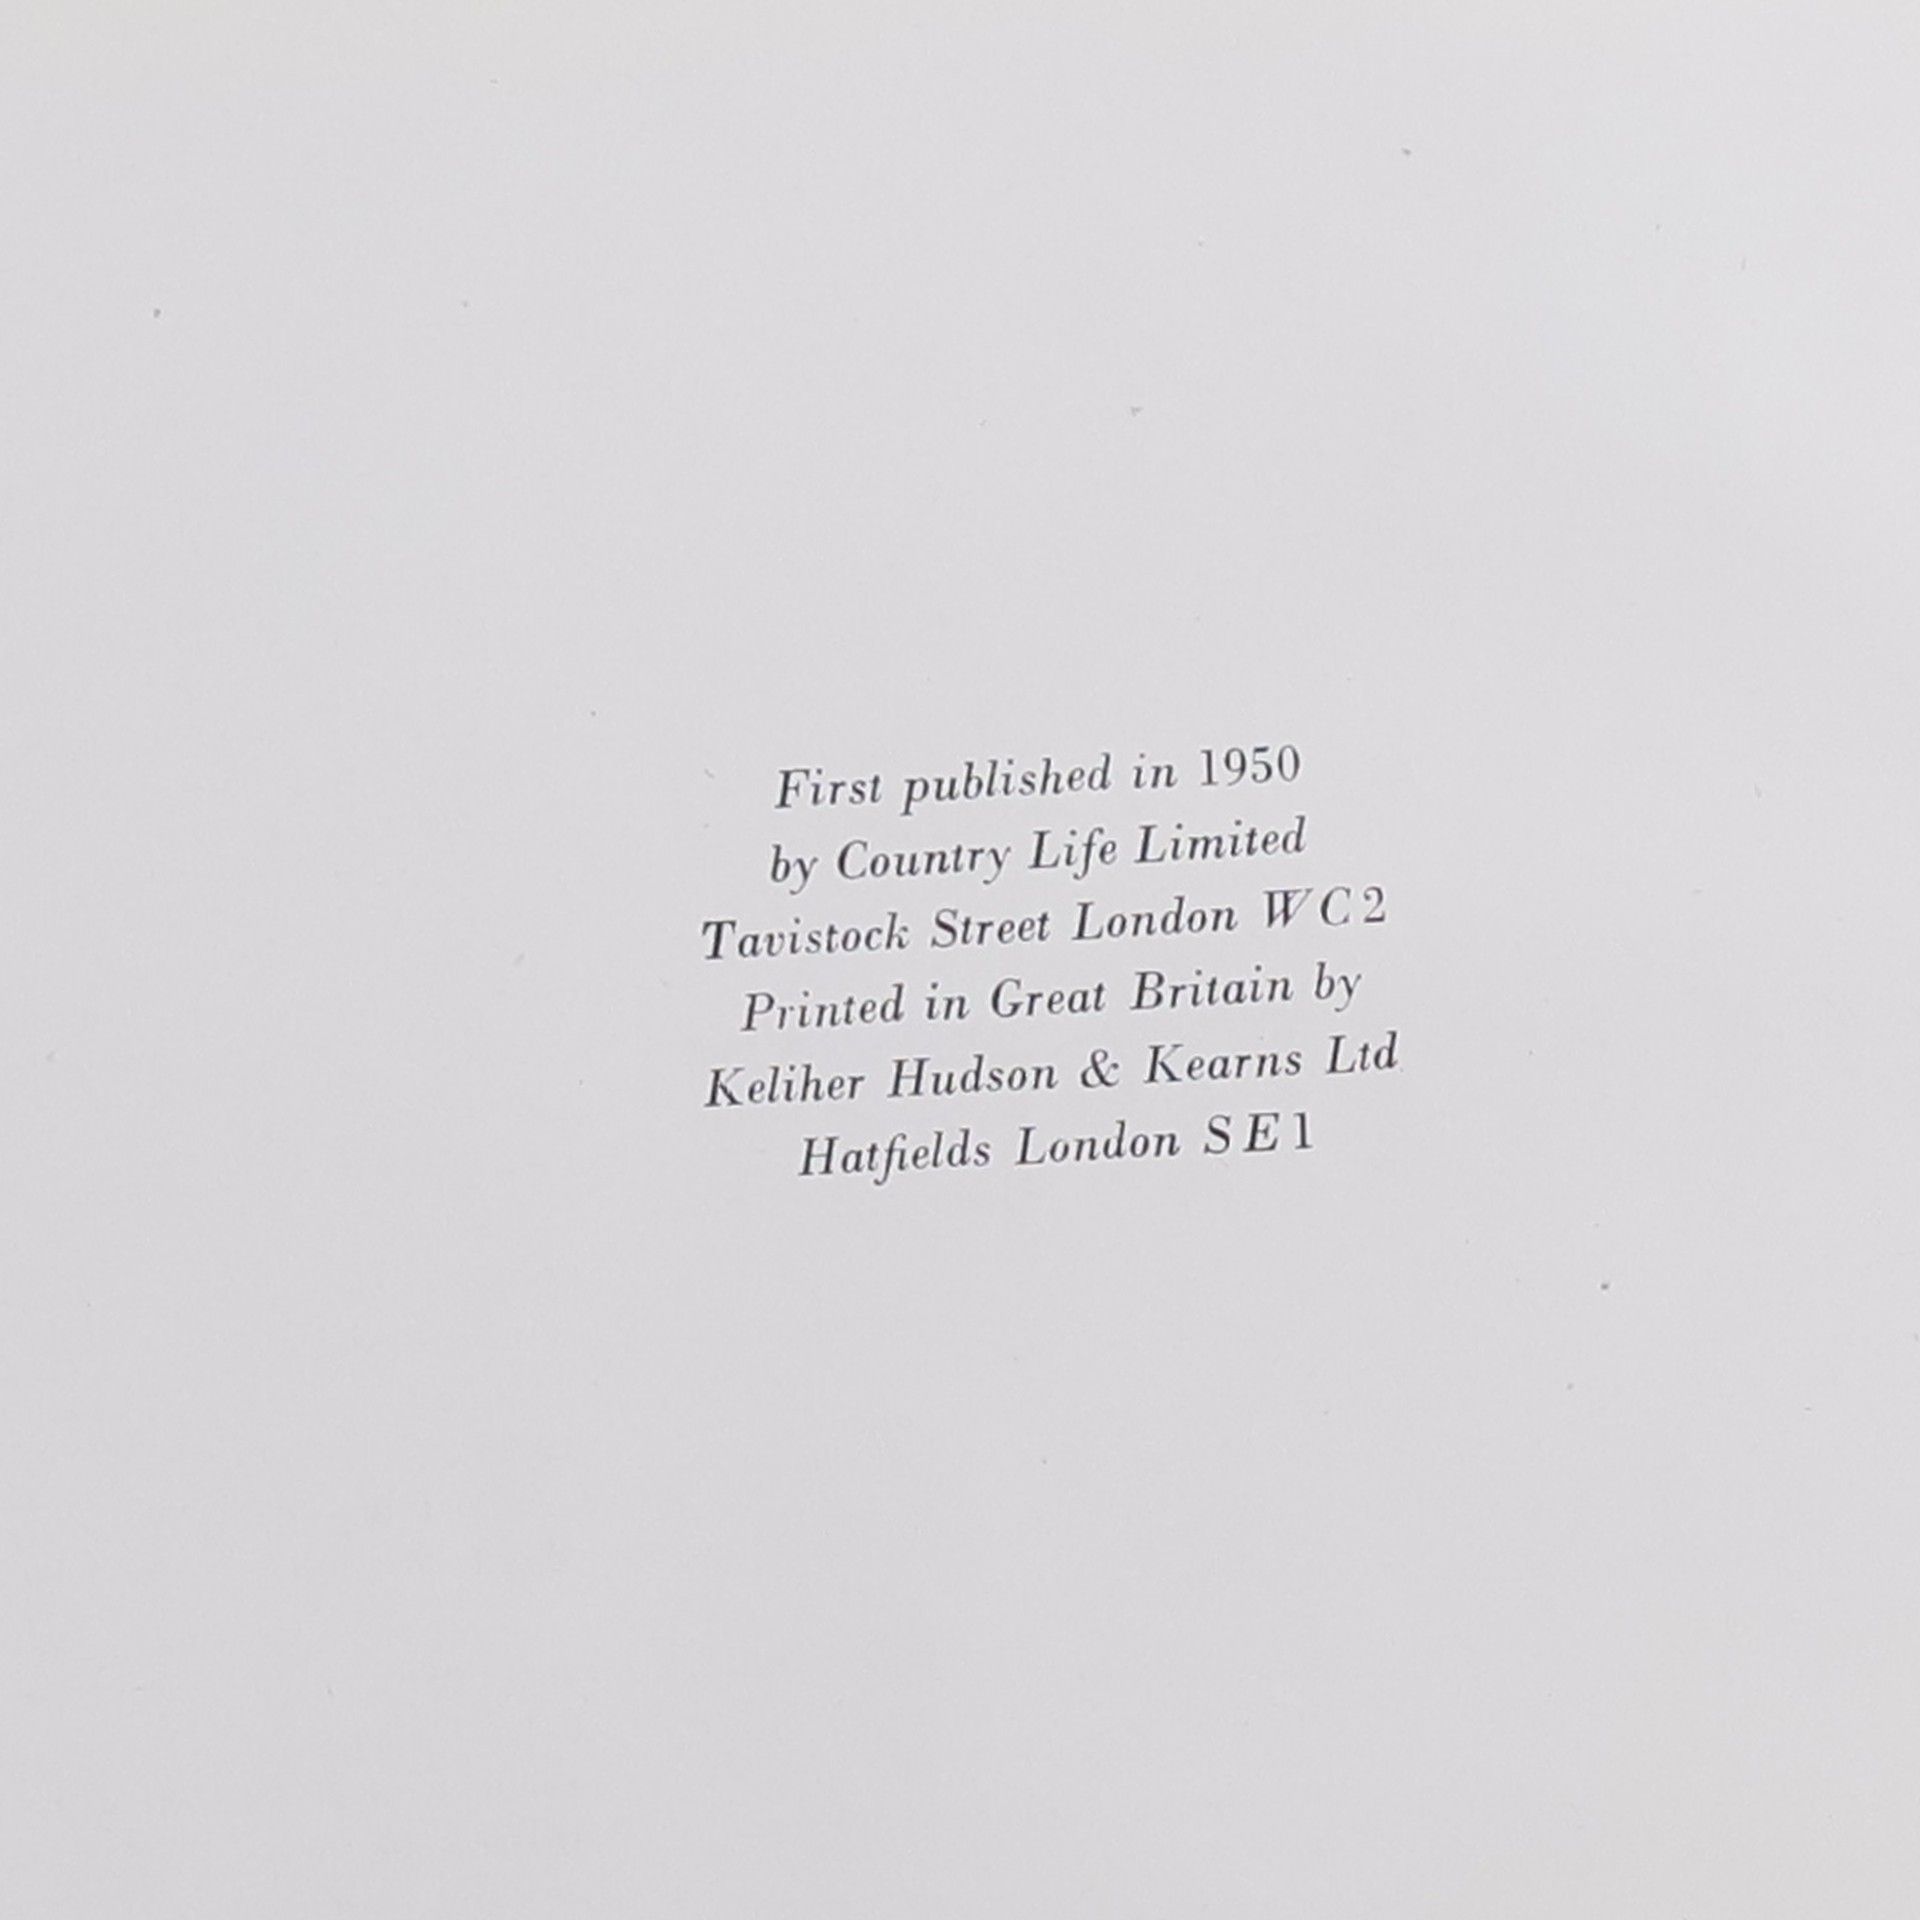 First published in 1950
by Country Life Limited
Tavistock Street London WC2
Printed in Great Britain by
Keliher Hudson & Kearns Ltd
Hatfields London SE1